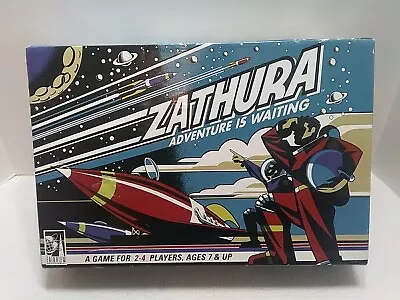 ZATHURA
ADVENTURE IS WAITING
A GAME FOR 2-4 PLAYERS, AGES 7 & UP